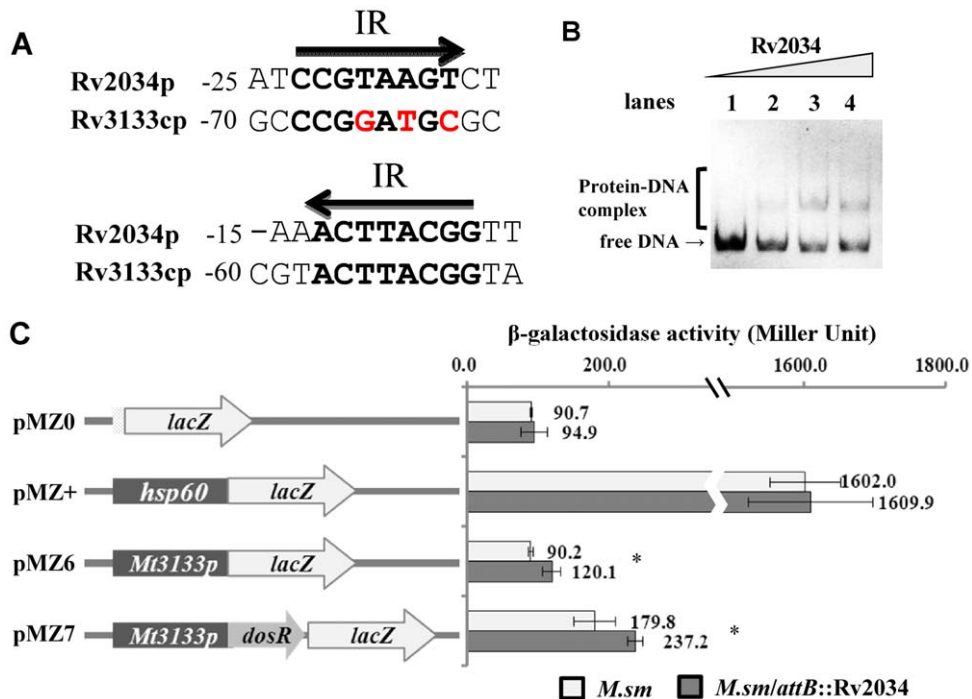 A
IR
Rv2034p -25 ATCCGTAAGTCT
Rv3133cp -70 GCCCGGATGCGC
IR
Rv2034p -15 –AAACTTACGGTT
Rv3133cp -60 CGTACTTACGGTA
B
Rv2034
lanes 1 2 3 4
Protein-DNA
complex
free DNA →
C
β-galactosidase activity (Miller Unit)
0.0 200.0 1600.0 1800.0
pMZ0 lacZ 90.7
94.9
pMZ+ hsp60 lacZ 1602.0
1609.9
pMZ6 Mt3133p lacZ 90.2 *
120.1
pMZ7 Mt3133p dosR lacZ 179.8 *
237.2
M.sm M.sm/attB::Rv2034